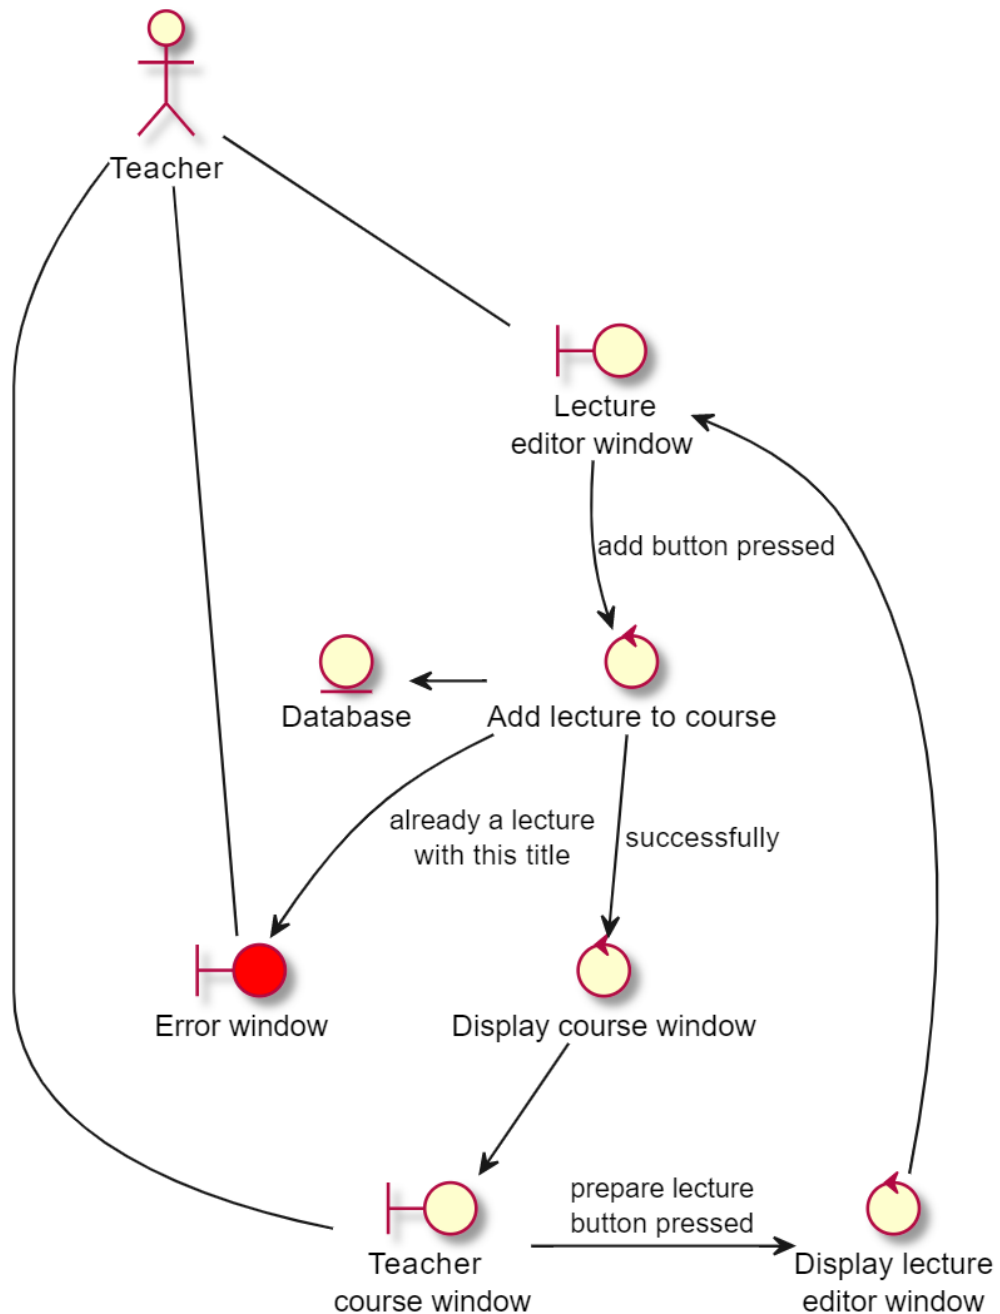 Teacher
Lecture
editor window
add button pressed
Database
Add lecture to course
already a lecture
with this title
successfully
Error window
Display course window
prepare lecture
button pressed
Teacher
course window
Display lecture
editor window